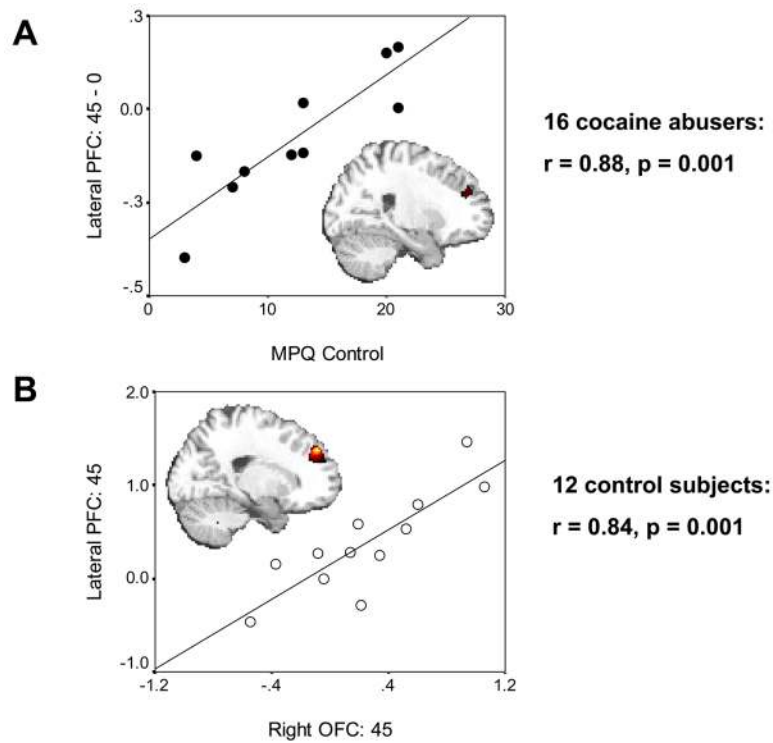 A
.3
0.0
-.3
-.5
0
10
20
30
Lateral PFC: 45 - 0
MPQ Control
16 cocaine abusers:
r = 0.88, p = 0.001
B
2.0
1.0
0.0
-1.0
-1.2
-.4
.4
1.2
Lateral PFC: 45
Right OFC: 45
12 control subjects:
r = 0.84, p = 0.001